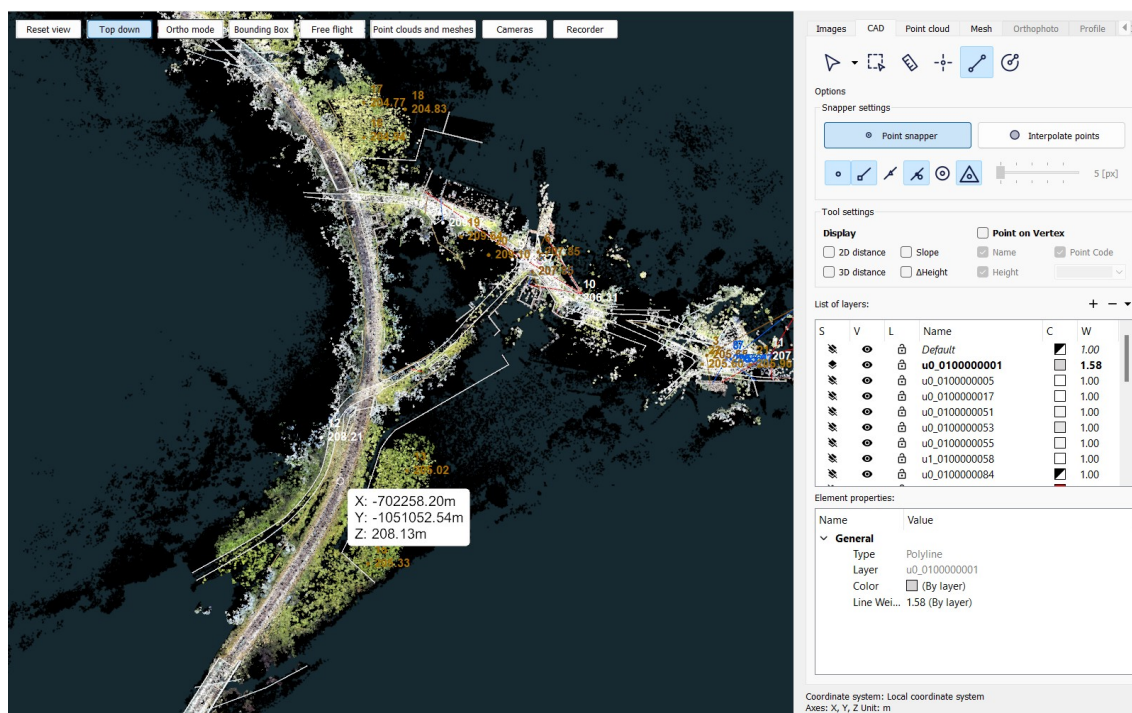 Reset view
Top down
Ortho mode
Bounding Box
Free flight
Point clouds and meshes
Cameras
Recorder
Images
CAD
Point cloud
Mesh
Orthophoto
Profile
Options
Snapper settings
Point snapper
Interpolate points
5 [px]
Tool settings
Display
Point on Vertex
2D distance
Slope
Name
Point Code
3D distance
ΔHeight
Height
List of layers:
S V L Name C W
Default 1.00
u0_0100000001 1.58
u0_0100000005 1.00
u0_0100000017 1.00
u0_0100000051 1.00
u0_0100000053 1.00
u0_0100000055 1.00
u1_0100000058 1.00
u0_0100000084 1.00
Element properties:
Name Value
General
Type Polyline
Layer u0_0100000001
Color (By layer)
Line Wei... 1.58 (By layer)
Coordinate system: Local coordinate system
Axes: X, Y, Z Unit: m
18
204.83
19
10
206.11
2
208.21
X: -702258.20m
Y: -1051052.54m
Z: 208.13m